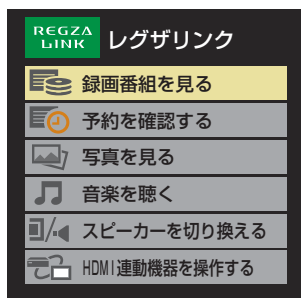 REGZA
LINK
レグザリンク
録画番組を見る
予約を確認する
写真を見る
音楽を聴く
スピーカーを切り換える
HDMI連動機器を操作する